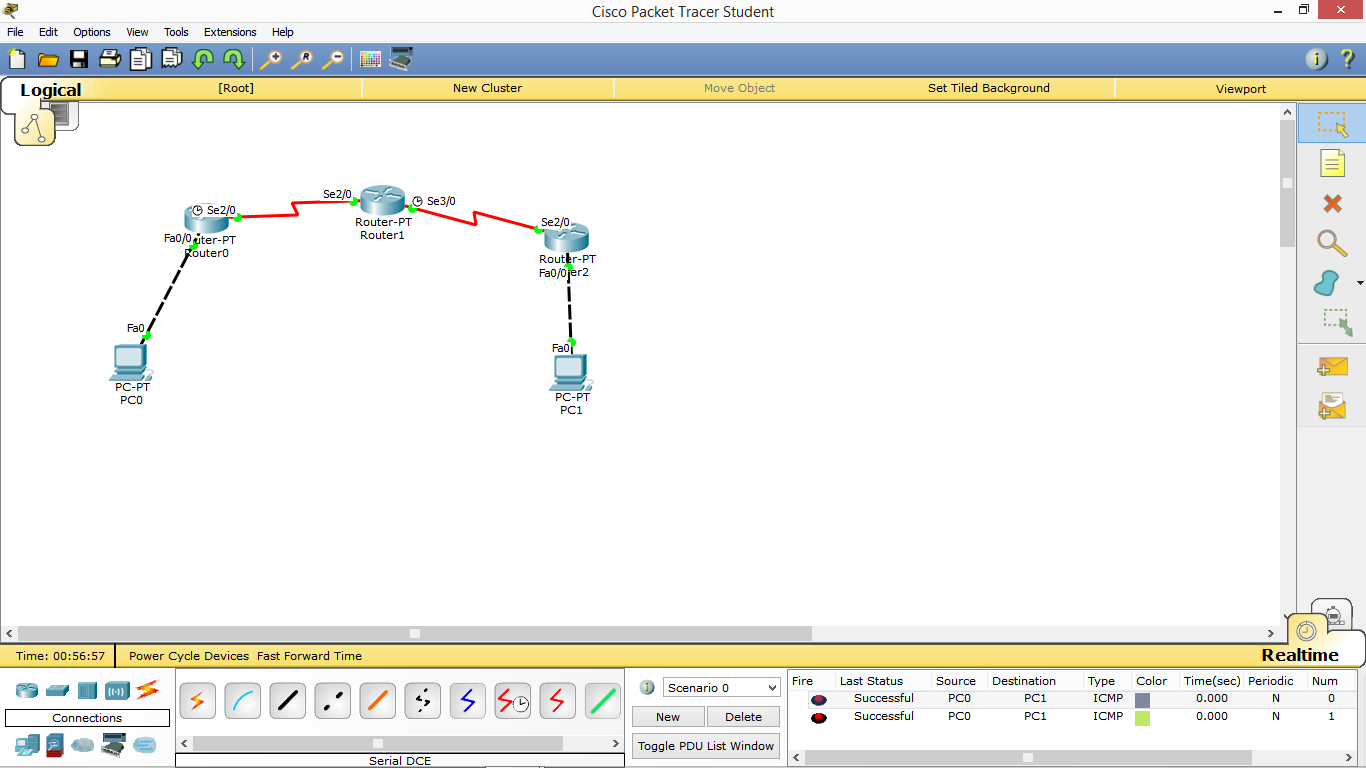 Cisco Packet Tracer Student
File Edit Options View Tools Extensions Help
Logical [Root] New Cluster Move Object Set Tiled Background Viewport
Se2/0 Se3/0
Router-PT
Router1
Se2/0
Fa0/0
uter-PT
Router0
Se2/0
Router-PT
Fa0/0 er2
Fa0
PC-PT
PC0
Fa0
PC-PT
PC1
Realtime
Time: 00:56:57 Power Cycle Devices Fast Forward Time
Connections
Serial DCE
Scenario 0
New Delete
Toggle PDU List Window
Fire Last Status Source Destination Type Color Time(sec) Periodic Num
Successful PC0 PC1 ICMP 0.000 N 0
Successful PC0 PC1 ICMP 0.000 N 1